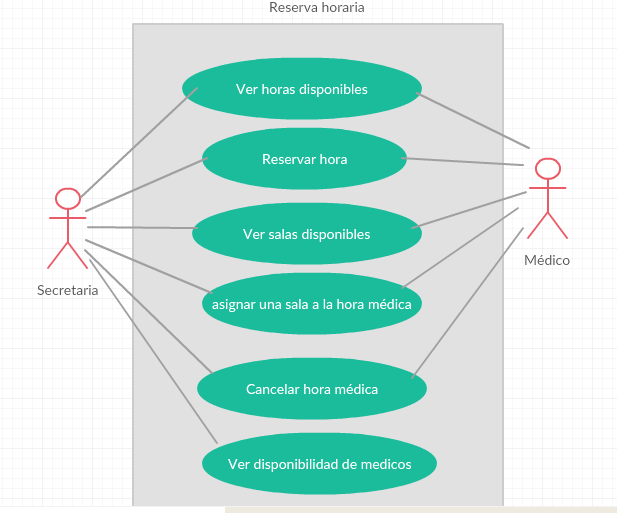 Reserva horaria
Ver horas disponibles
Reservar hora
Ver salas disponibles
asignar una sala a la hora médica
Cancelar hora médica
Ver disponibilidad de medicos
Secretaria
Médico